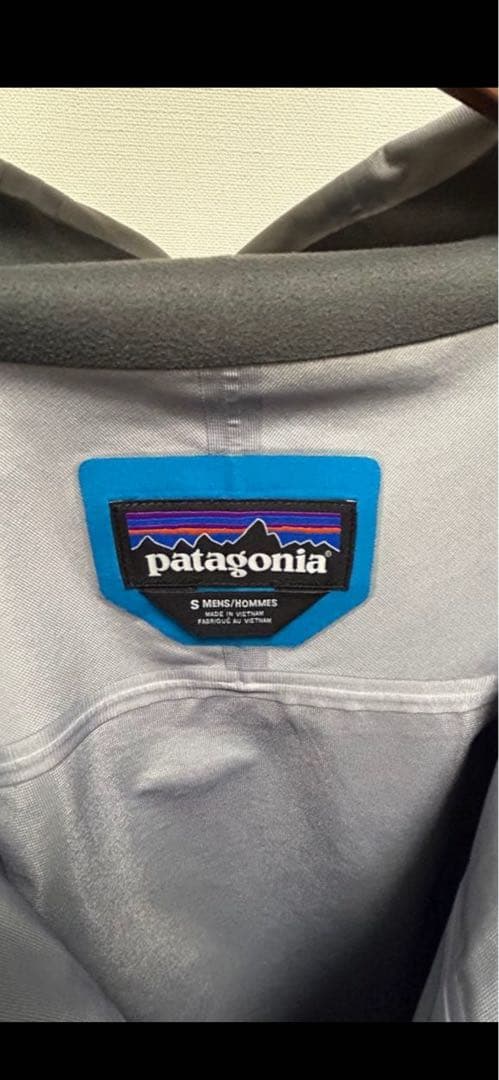 patagonia®
S MENS/HOMMES
MADE IN VIETNAM
FABRIQUÉ AU VIETNAM